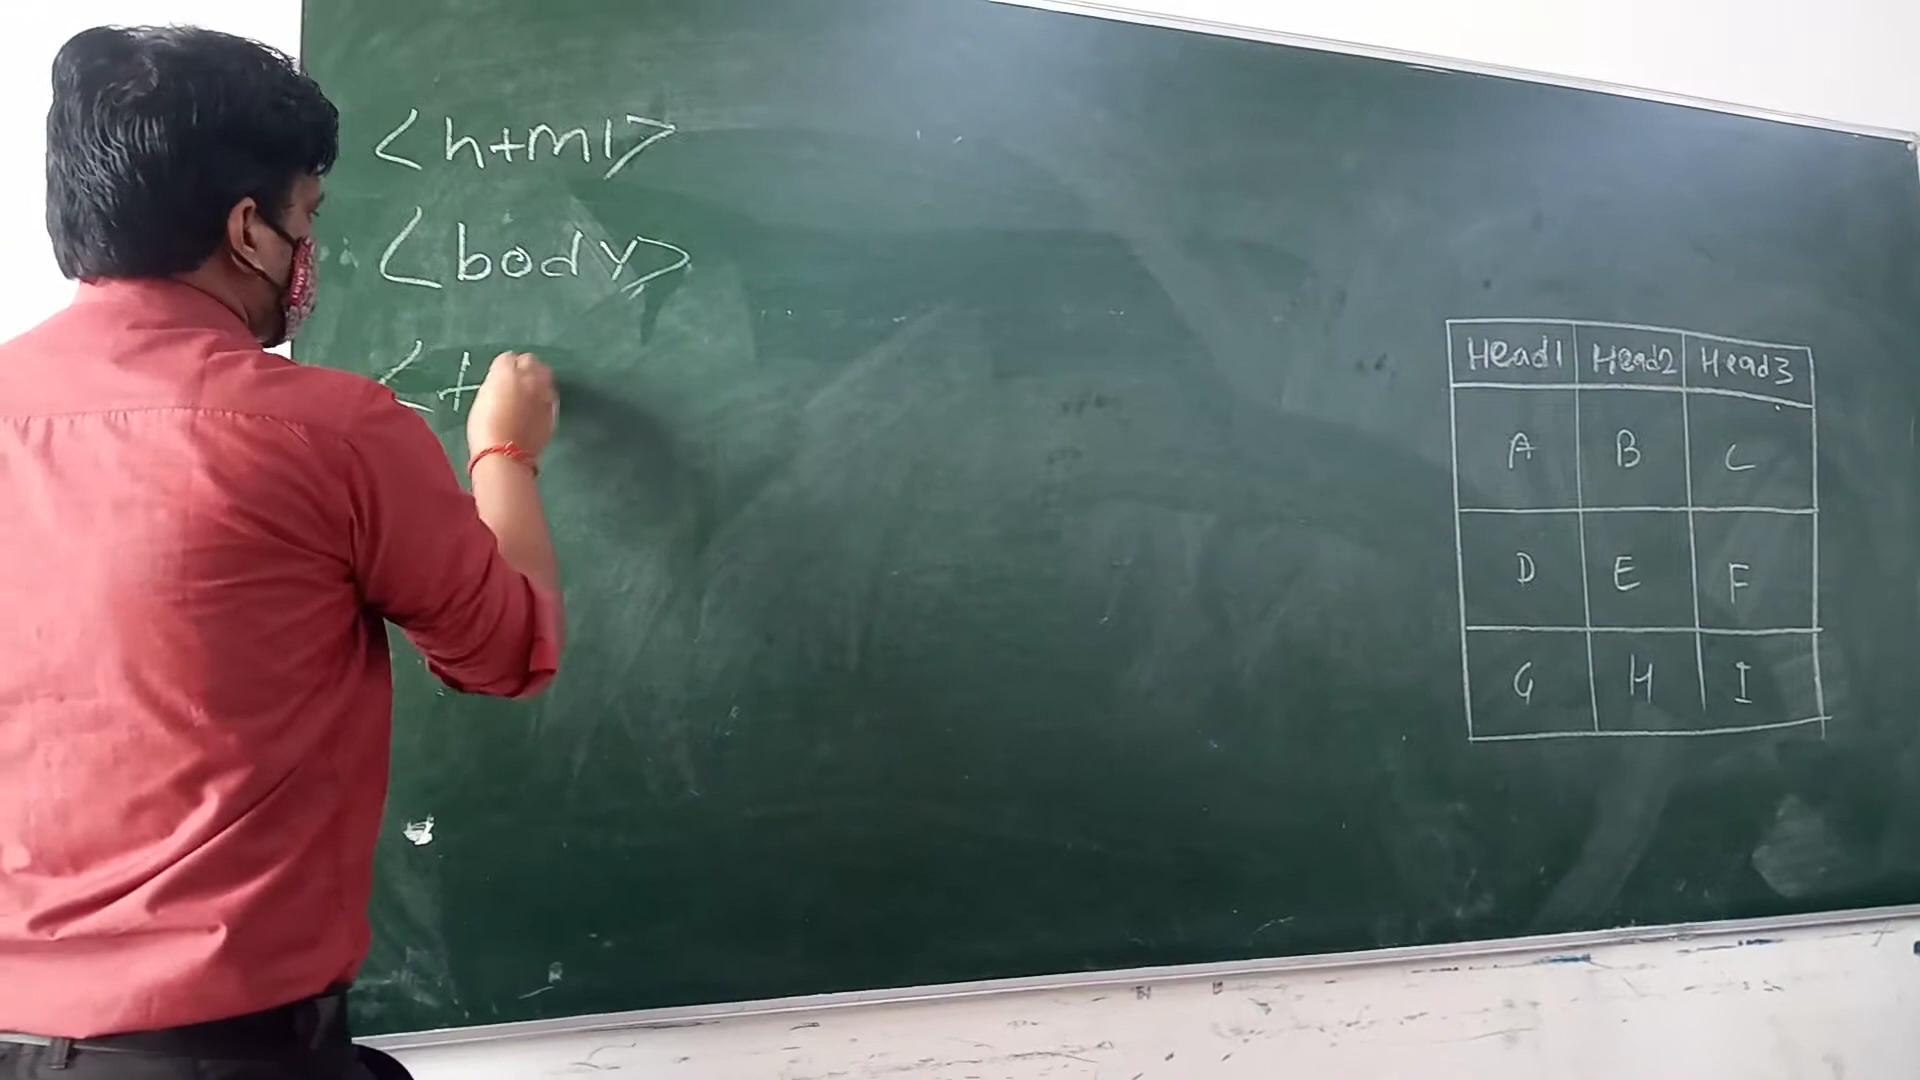 <html>
<body>
<t
Head1 Head2 Head3
A B C
D E F
G H I